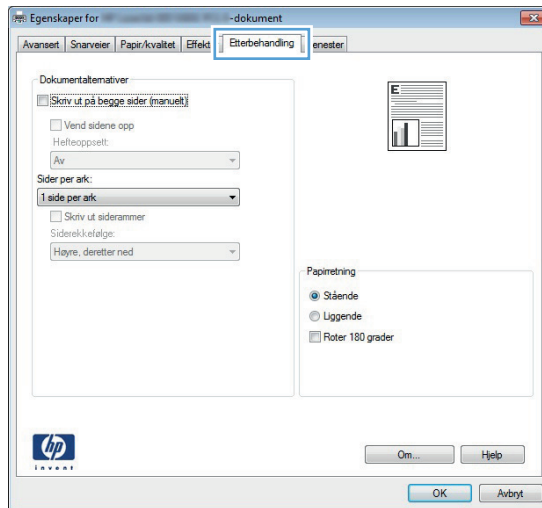 Egenskaper for -dokument
Avansert Snarveier Papir/kvalitet Effekt Etterbehandling enester
Dokumentalternativer
Skriv ut på begge sider (manuelt)
Vend sidene opp
Hefteoppsett:
Av
Sider per ark:
1 side per ark
Skriv ut siderammer
Siderekkefølge:
Høyre, deretter ned
E
Papirretning
Stående
Liggende
Roter 180 grader
hp
invent
Om... Hjelp
OK Avbryt